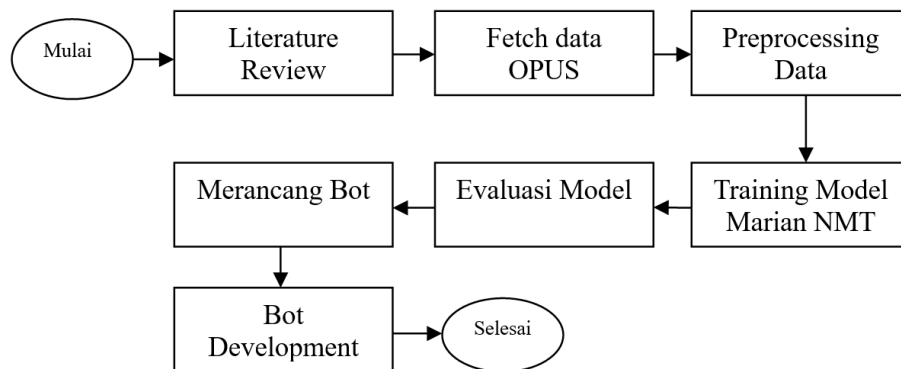 Mulai
Literature
Review
Fetch data
OPUS
Preprocessing
Data
Training Model
Marian NMT
Evaluasi Model
Merancang Bot
Bot
Development
Selesai